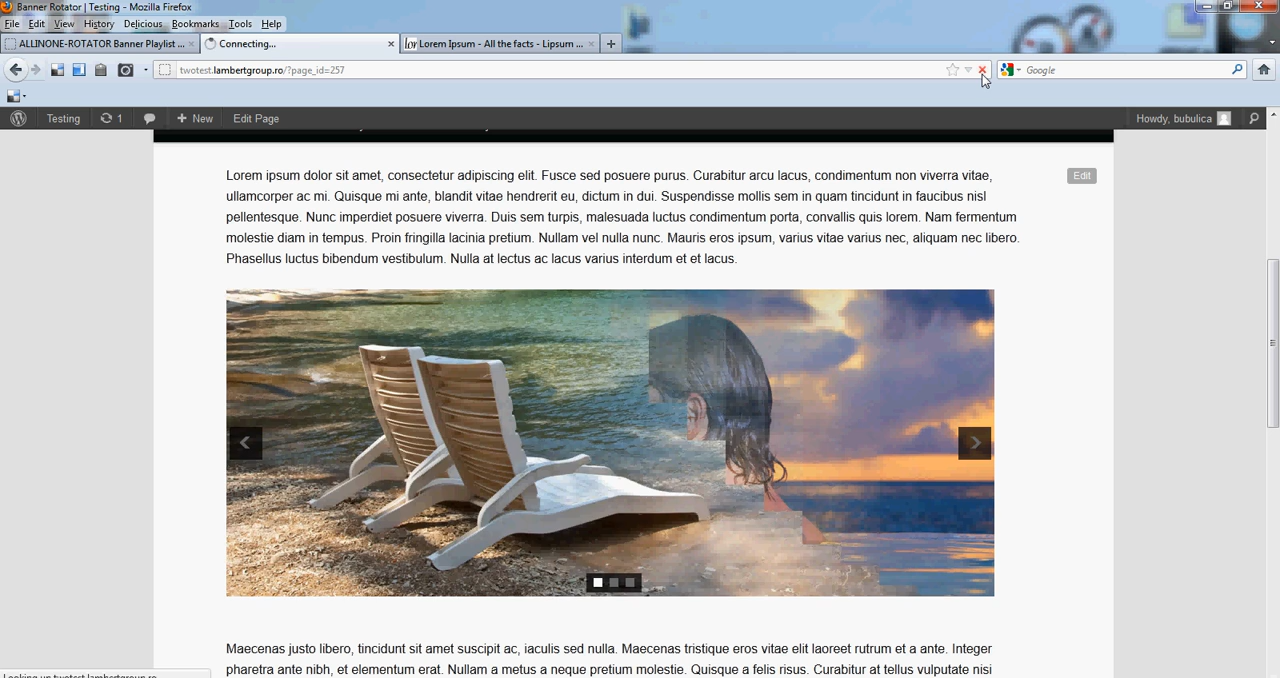 Banner Rotator | Testing - Mozilla Firefox
File Edit View History Delicious Bookmarks Tools Help
ALLINONE-ROTATOR Banner Playlist ... × Connecting... × Lorem Ipsum - All the facts - Lipsum ... × +
twotest.lambertgroup.ro/?page_id=257 Google
Testing 1 + New Edit Page Howdy, bubulica
Lorem ipsum dolor sit amet, consectetur adipiscing elit. Fusce sed posuere purus. Curabitur arcu lacus, condimentum non viverra vitae,
Edit
ullamcorper ac mi. Quisque mi ante, blandit vitae hendrerit eu, dictum in dui. Suspendisse mollis sem in quam tincidunt in faucibus nisl
pellentesque. Nunc imperdiet posuere viverra. Duis sem turpis, malesuada luctus condimentum porta, convallis quis lorem. Nam fermentum
molestie diam in tempus. Proin fringilla lacinia pretium. Nullam vel nulla nunc. Mauris eros ipsum, varius vitae varius nec, aliquam nec libero.
Phasellus luctus bibendum vestibulum. Nulla at lectus ac lacus varius interdum et et lacus.
Maecenas justo libero, tincidunt sit amet suscipit ac, iaculis sed nulla. Maecenas tristique eros vitae elit laoreet rutrum et a ante. Integer
pharetra ante nibh, et elementum erat. Nullam a metus a neque pretium molestie. Quisque a felis risus. Curabitur at tellus vulputate nisi
Looking up twotest.lambertgroup.ro